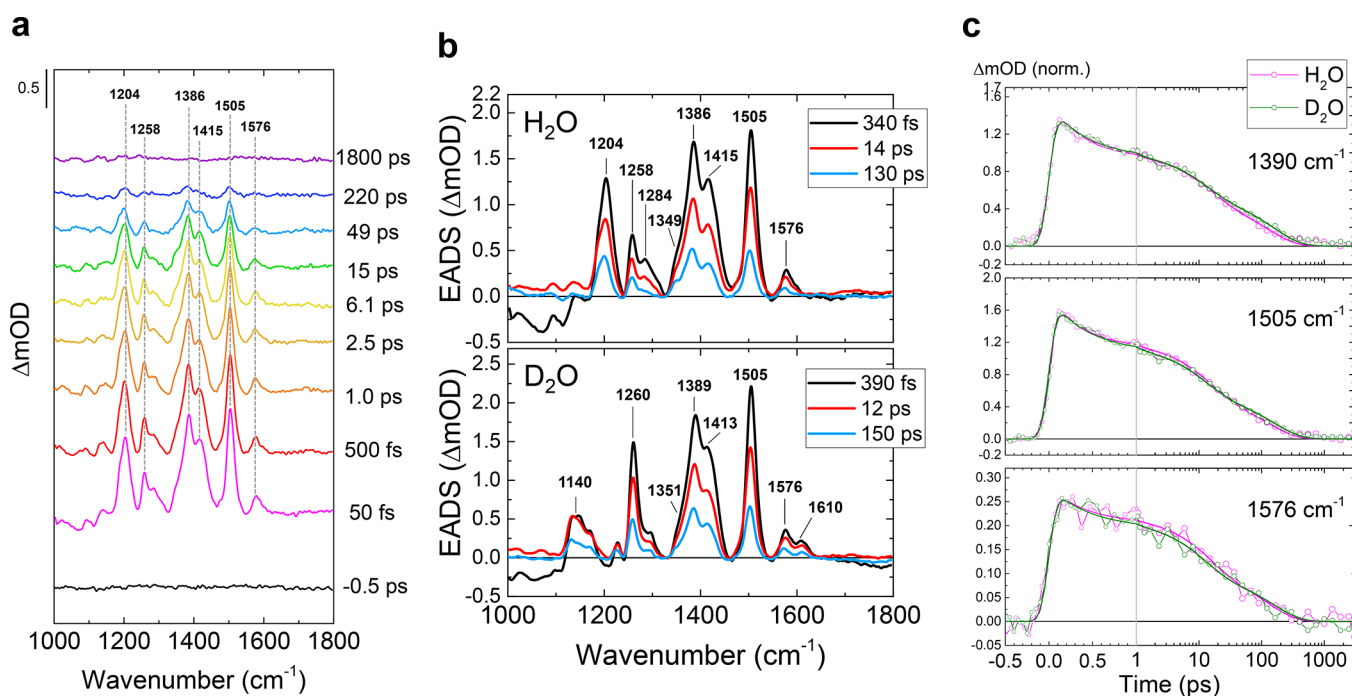 a
0.5
1204
1258
1386
1415
1505
1576
1800 ps
220 ps
49 ps
15 ps
6.1 ps
2.5 ps
1.0 ps
500 fs
50 fs
-0.5 ps
ΔmOD
1000 1200 1400 1600 1800
Wavenumber (cm⁻¹)
b
H₂O
340 fs
14 ps
130 ps
1204
1258
1284
1349
1386
1415
1505
1576
2.2
2.0
1.5
1.0
0.5
0.0
-0.5
EADS (ΔmOD)
D₂O
390 fs
12 ps
150 ps
1140
1260
1351
1389
1413
1505
1576
1610
2.5
2.0
1.5
1.0
0.5
0.0
-0.5
EADS (ΔmOD)
1000 1200 1400 1600 1800
Wavenumber (cm⁻¹)
c
ΔmOD (norm.)
H₂O
D₂O
1.7
1.6
1.2
0.8
0.4
0.0
-0.2
1390 cm⁻¹
2.0
1.6
1.2
0.8
0.4
0.0
-0.2
1505 cm⁻¹
0.30
0.25
0.20
0.15
0.10
0.05
0.00
0.05
1576 cm⁻¹
-0.5 0.0 0.5 1 10 100 1000
Time (ps)